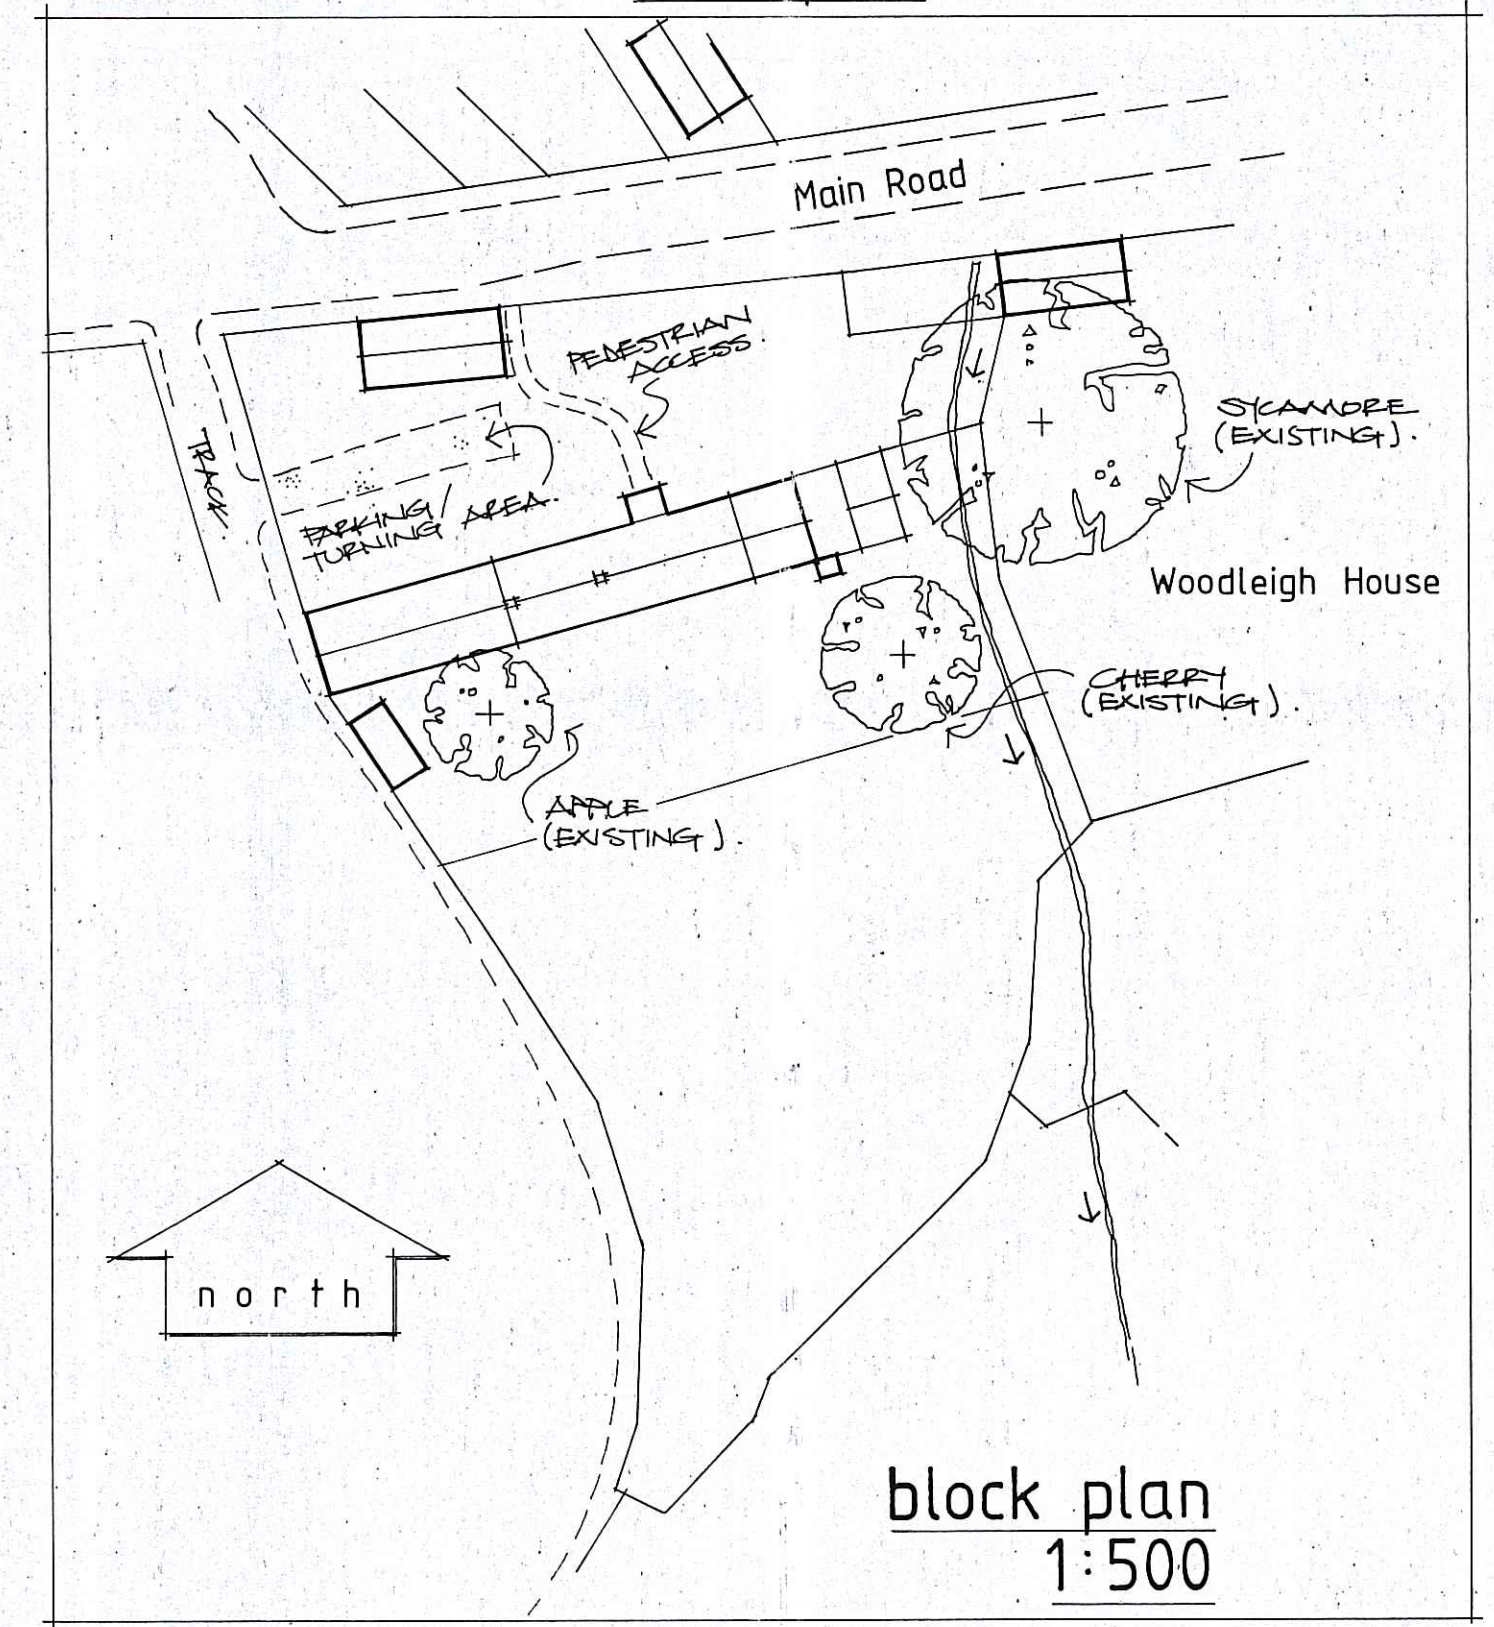 Main Road
PEDESTRIAN
ACCESS.
TRACK.
PARKING/
TURNING AREA.
SYCAMORE
(EXISTING).
Woodleigh House
CHERRY
(EXISTING).
APPLE
(EXISTING).
north
block plan
1:500